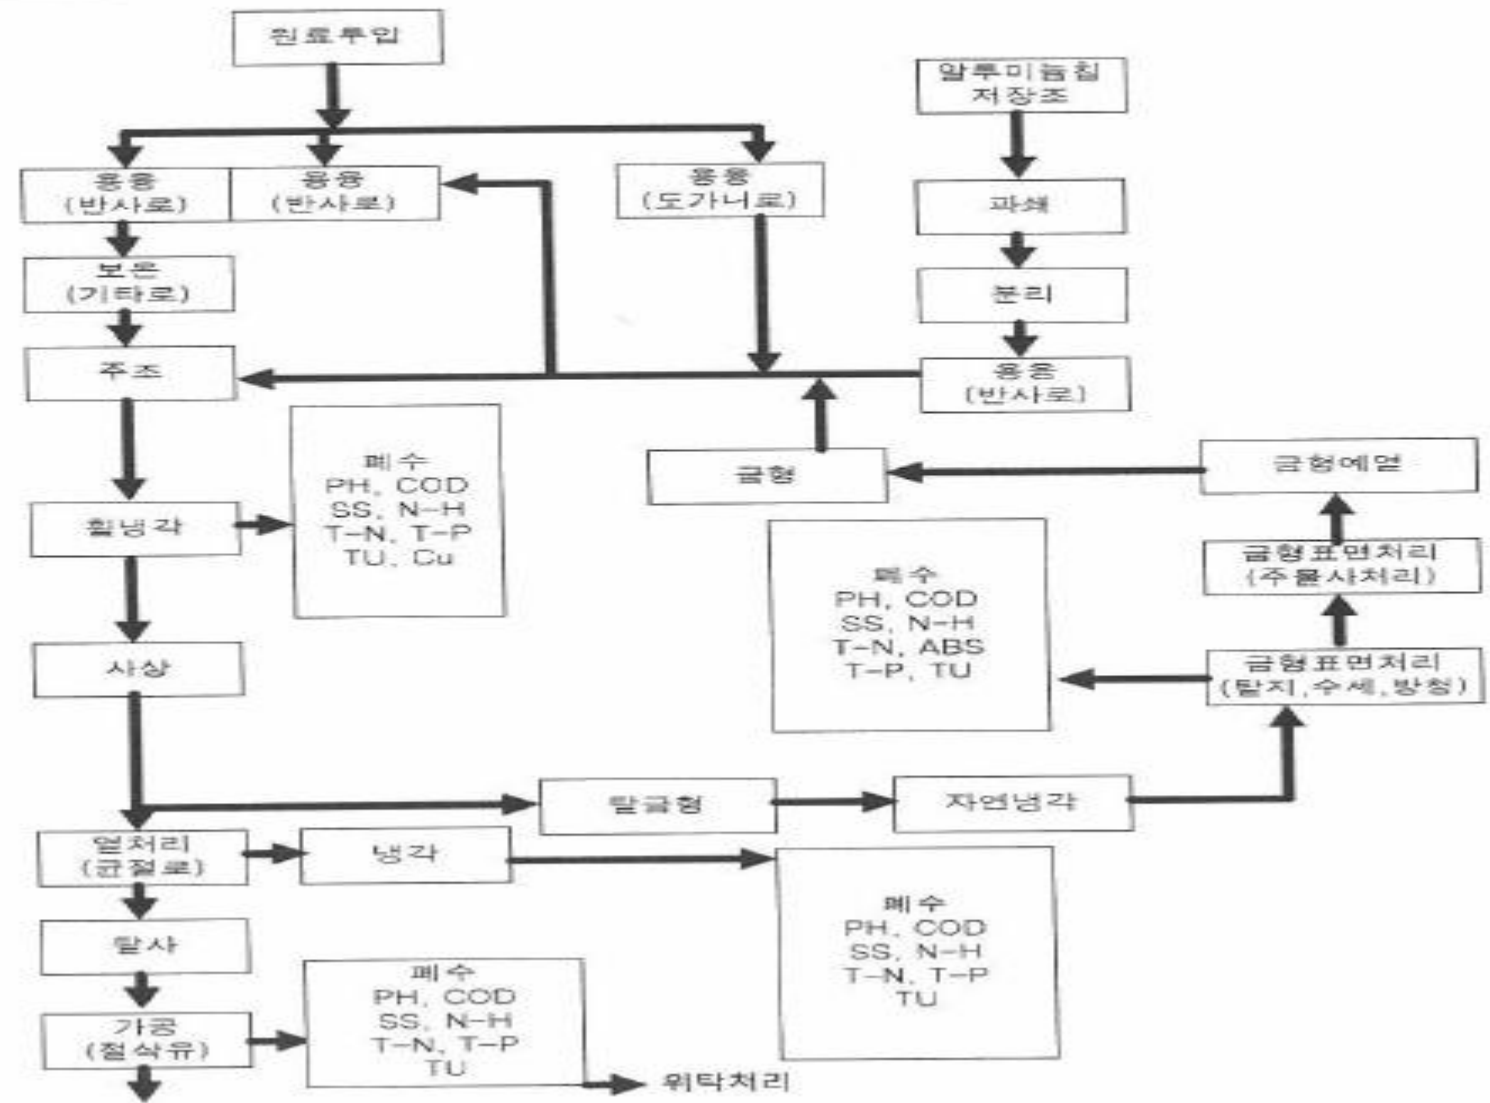 원료투입
알루미늄칩
저장조
용융
(반사로)
용융
(반사로)
용융
(도가니로)
파쇄
보온
(기타로)
분리
주조
용융
(반사로)
폐수
PH, COD
SS, N-H
T-N, T-P
TU, Cu
금형
금형예열
휠냉각
폐수
PH, COD
SS, N-H
T-N, ABS
T-P, TU
금형표면처리
(주물사처리)
사상
금형표면처리
(탈지,수세,방청)
탈금형
자연냉각
열처리
(균절로)
냉각
폐수
PH, COD
SS, N-H
T-N, T-P
TU
탈사
폐수
PH, COD
SS, N-H
T-N, T-P
TU
가공
(절삭유)
위탁처리